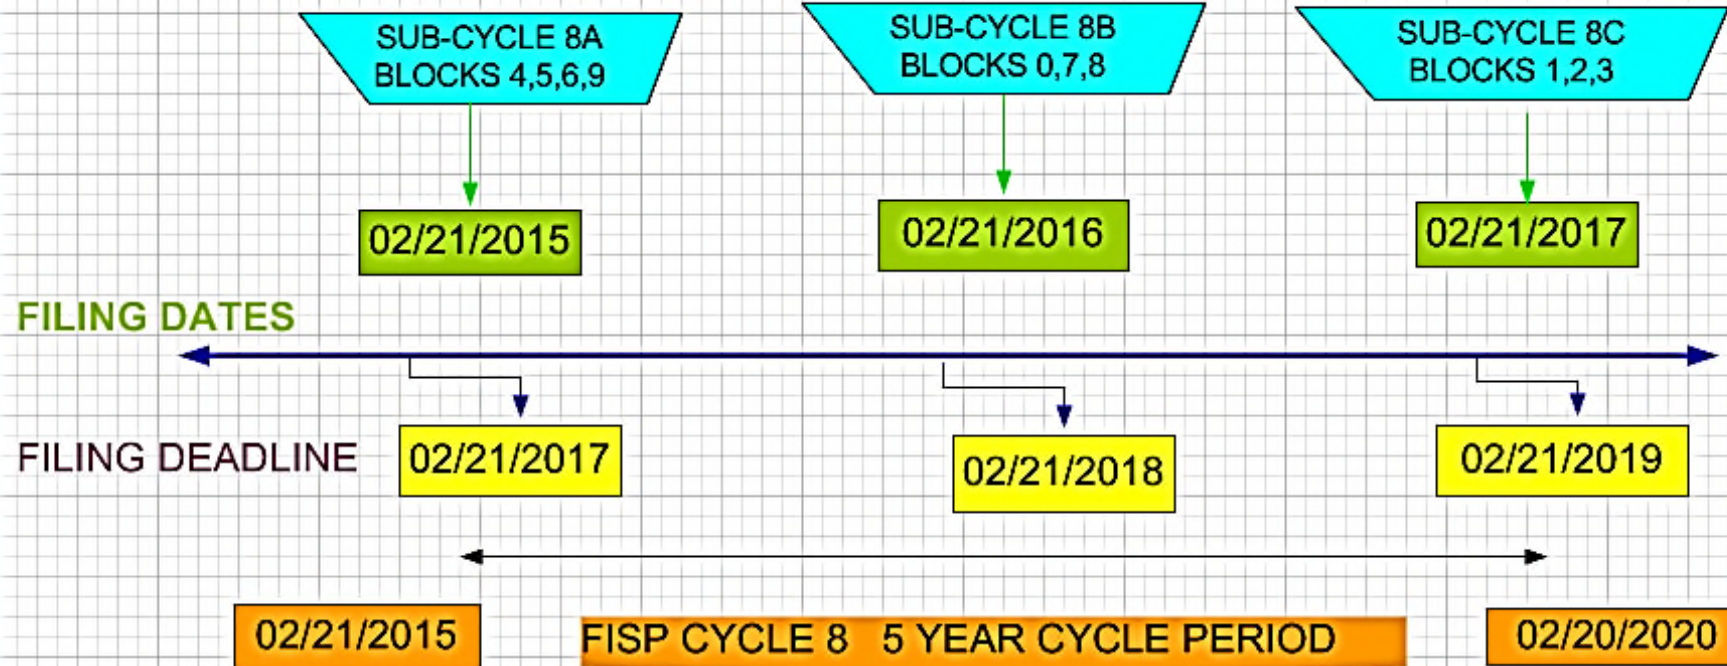 SUB-CYCLE 8A
BLOCKS 4,5,6,9
SUB-CYCLE 8B
BLOCKS 0,7,8
SUB-CYCLE 8C
BLOCKS 1,2,3
02/21/2015
02/21/2016
02/21/2017
FILING DATES
FILING DEADLINE
02/21/2017
02/21/2018
02/21/2019
02/21/2015
FISP CYCLE 8 5 YEAR CYCLE PERIOD
02/20/2020